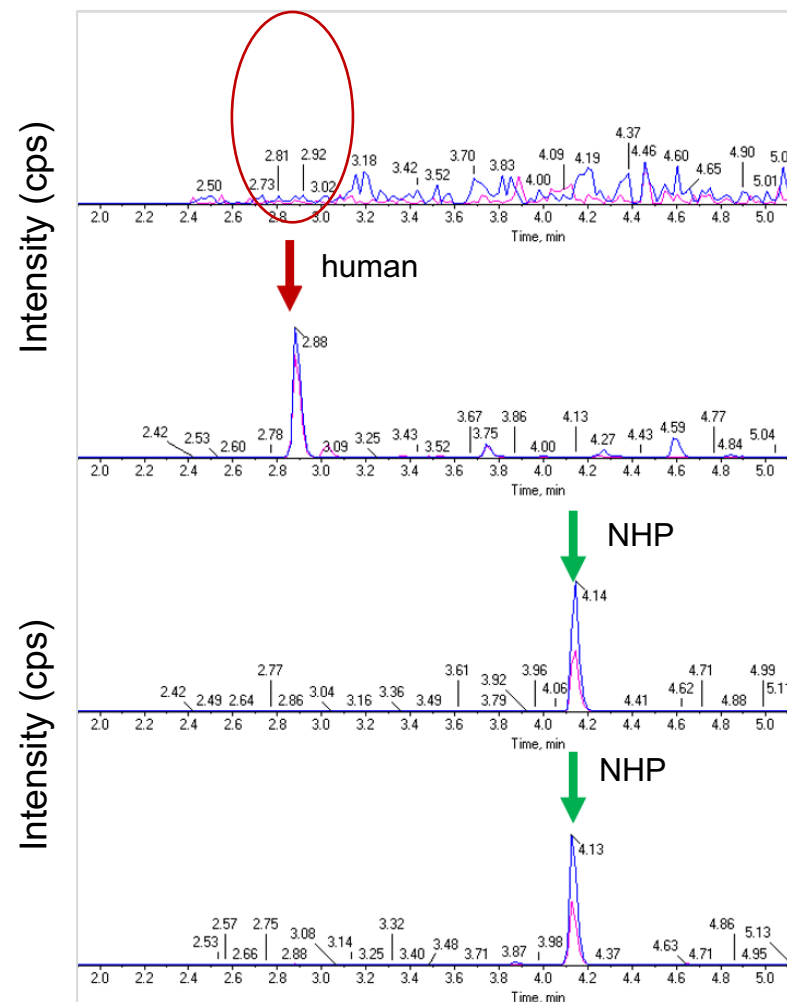 Intensity (cps)
4.37
2.81 2.92 3.18 3.42 3.70 3.83 4.09 4.19 4.46 4.60 4.90 5.0
2.50 2.73 3.02 3.52 4.00 4.65 5.01
2.0 2.2 2.4 2.6 2.8 3.0 3.2 3.4 3.6 3.8 4.0 4.2 4.4 4.6 4.8 5.0
Time, min
human
2.88
3.67 3.86 4.13 4.77
2.42 2.53 2.60 2.78 3.09 3.25 3.43 3.52 3.75 4.00 4.27 4.43 4.59 4.84 5.04
2.0 2.2 2.4 2.6 2.8 3.0 3.2 3.4 3.6 3.8 4.0 4.2 4.4 4.6 4.8 5.0
Time, min
Intensity (cps)
NHP
4.14
2.77 3.61 3.96 4.71 4.99
2.42 2.49 2.64 2.86 3.04 3.16 3.36 3.49 3.79 3.92 4.06 4.41 4.62 4.88 5.11
2.0 2.2 2.4 2.6 2.8 3.0 3.2 3.4 3.6 3.8 4.0 4.2 4.4 4.6 4.8 5.0
Time, min
NHP
4.13
2.57 2.75 3.32 4.86
2.53 2.66 2.88 3.08 3.14 3.25 3.40 3.48 3.71 3.87 3.98 4.37 4.63 4.71 4.95 5.13
2.0 2.2 2.4 2.6 2.8 3.0 3.2 3.4 3.6 3.8 4.0 4.2 4.4 4.6 4.8 5.0
Time, min